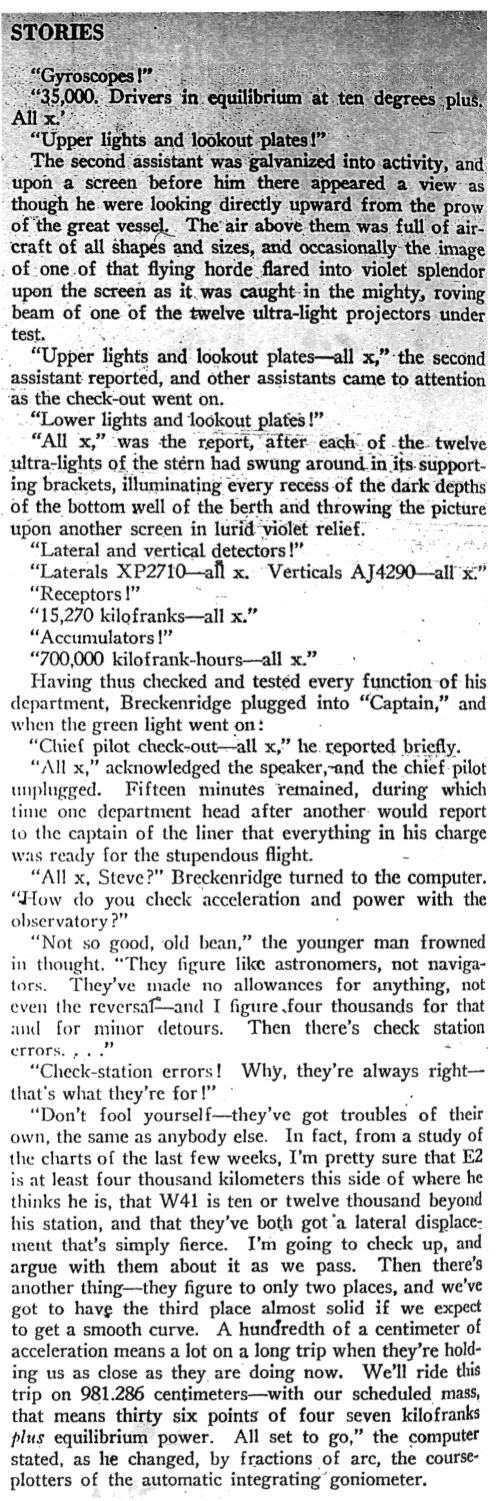 STORIES
"Gyroscopes!"
"35,000. Drivers in equilibrium at ten degrees plus.
All x.'
"Upper lights and lookout plates!"
The second assistant was galvanized into activity, and
upon a screen before him there appeared a view as
though he were looking directly upward from the prow
of the great vessel. The air above them was full of air-
craft of all shapes and sizes, and occasionally the image
of one of that flying horde flared into violet splendor
upon the screen as it was caught in the mighty, roving
beam of one of the twelve ultra-light projectors under
test.
"Upper lights and lookout plates—all x," the second
assistant reported, and other assistants came to attention
as the check-out went on.
"Lower lights and lookout plates!"
"All x," was the report, after each of the twelve
ultra-lights of the stern had swung around in its support-
ing brackets, illuminating every recess of the dark depths
of the bottom well of the berth and throwing the picture
upon another screen in lurid violet relief.
"Lateral and vertical detectors!"
"Laterals XP2710—all x. Verticals AJ4290—all x."
"Receptors!"
"15,270 kilofranks—all x."
"Accumulators!"
"700,000 kilofrank-hours—all x."
Having thus checked and tested every function of his
department, Breckenridge plugged into "Captain," and
when the green light went on:
"Chief pilot check-out—all x," he reported briefly.
"All x," acknowledged the speaker, and the chief pilot
unplugged. Fifteen minutes remained, during which
time one department head after another would report
to the captain of the liner that everything in his charge
was ready for the stupendous flight.
"All x, Steve?" Breckenridge turned to the computer.
"How do you check acceleration and power with the
observatory?"
"Not so good, old bean," the younger man frowned
in thought. "They figure like astronomers, not naviga-
tors. They've made no allowances for anything, not
even the reversal—and I figure four thousands for that
and for minor detours. Then there's check station
errors. . . ."
"Check-station errors! Why, they're always right—
that's what they're for!"
"Don't fool yourself—they've got troubles of their
own, the same as anybody else. In fact, from a study of
the charts of the last few weeks, I'm pretty sure that E2
is at least four thousand kilometers this side of where he
thinks he is, that W41 is ten or twelve thousand beyond
his station, and that they've both got a lateral displace-
ment that's simply fierce. I'm going to check up, and
argue with them about it as we pass. Then there's
another thing—they figure to only two places, and we've
got to have the third place almost solid if we expect
to get a smooth curve. A hundredth of a centimeter of
acceleration means a lot on a long trip when they're hold-
ing us as close as they are doing now. We'll ride this
trip on 981.286 centimeters—with our scheduled mass,
that means thirty six points of four seven kilofranks
plus equilibrium power. All set to go," the computer
stated, as he changed, by fractions of arc, the course-
plotters of the automatic integrating goniometer.